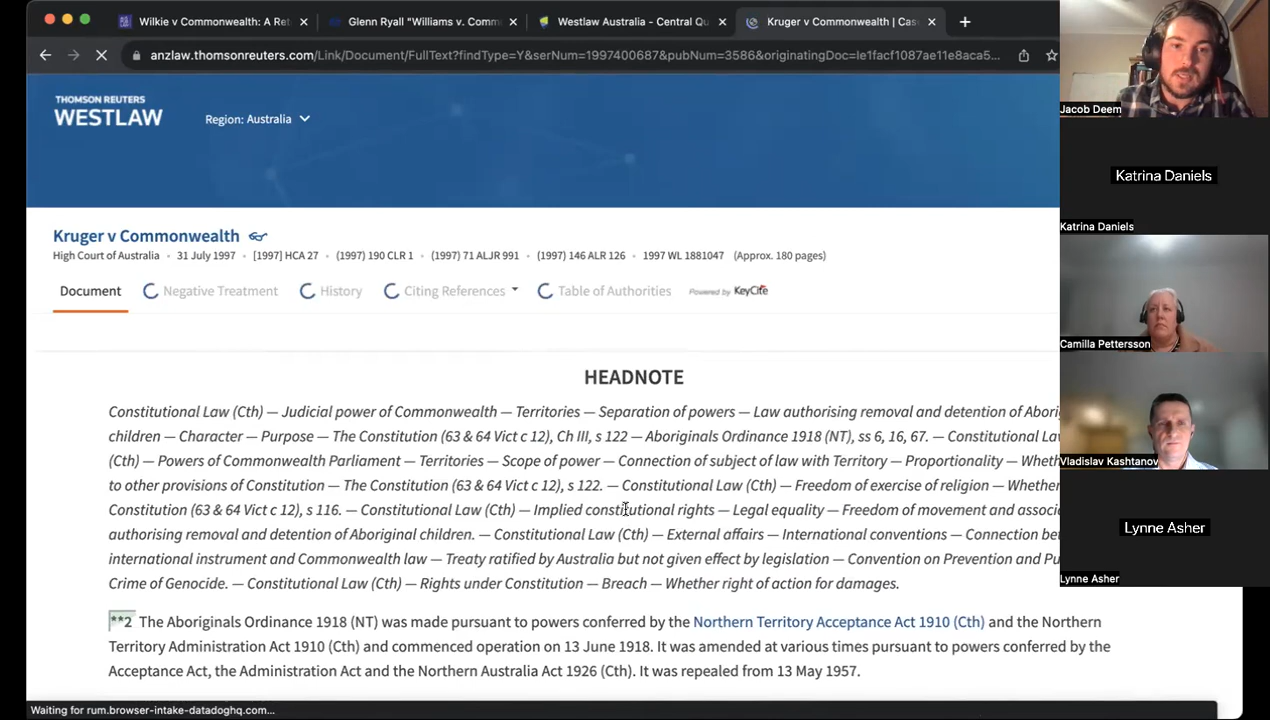 Wilkie v Commonwealth: A Ret
Glenn Ryall "Williams v. Comm
Westlaw Australia - Central Qu
Kruger v Commonwealth | Cas
anzlaw.thomsonreuters.com/Link/Document/FullText?findType=Y&serNum=1997400687&pubNum=3586&originatingDoc=Ie1facf1087ae11e8aca5...
THOMSON REUTERS
WESTLAW
Region: Australia
Kruger v Commonwealth
High Court of Australia • 31 July 1997 • [1997] HCA 27 • (1997) 190 CLR 1 • (1997) 71 ALJR 991 • (1997) 146 ALR 126 • 1997 WL 1881047 (Approx. 180 pages)
Document Negative Treatment History Citing References Table of Authorities Powered by KeyCite
HEADNOTE
Constitutional Law (Cth) — Judicial power of Commonwealth — Territories — Separation of powers — Law authorising removal and detention of Abori
children — Character — Purpose — The Constitution (63 & 64 Vict c 12), Ch III, s 122 — Aboriginals Ordinance 1918 (NT), ss 6, 16, 67. — Constitutional La
(Cth) — Powers of Commonwealth Parliament — Territories — Scope of power — Connection of subject of law with Territory — Proportionality — Wheth
to other provisions of Constitution — The Constitution (63 & 64 Vict c 12), s 122. — Constitutional Law (Cth) — Freedom of exercise of religion — Whether
Constitution (63 & 64 Vict c 12), s 116. — Constitutional Law (Cth) — Implied constitutional rights — Legal equality — Freedom of movement and associ
authorising removal and detention of Aboriginal children. — Constitutional Law (Cth) — External affairs — International conventions — Connection be
international instrument and Commonwealth law — Treaty ratified by Australia but not given effect by legislation — Convention on Prevention and Pu
Crime of Genocide. — Constitutional Law (Cth) — Rights under Constitution — Breach — Whether right of action for damages.
**2 The Aboriginals Ordinance 1918 (NT) was made pursuant to powers conferred by the Northern Territory Acceptance Act 1910 (Cth) and the Northern
Territory Administration Act 1910 (Cth) and commenced operation on 13 June 1918. It was amended at various times pursuant to powers conferred by the
Acceptance Act, the Administration Act and the Northern Australia Act 1926 (Cth). It was repealed from 13 May 1957.
Waiting for rum.browser-intake-datadoghq.com...
Jacob Deem
Katrina Daniels
Katrina Daniels
Camilla Pettersson
Vladislav Kashtanov
Lynne Asher
Lynne Asher